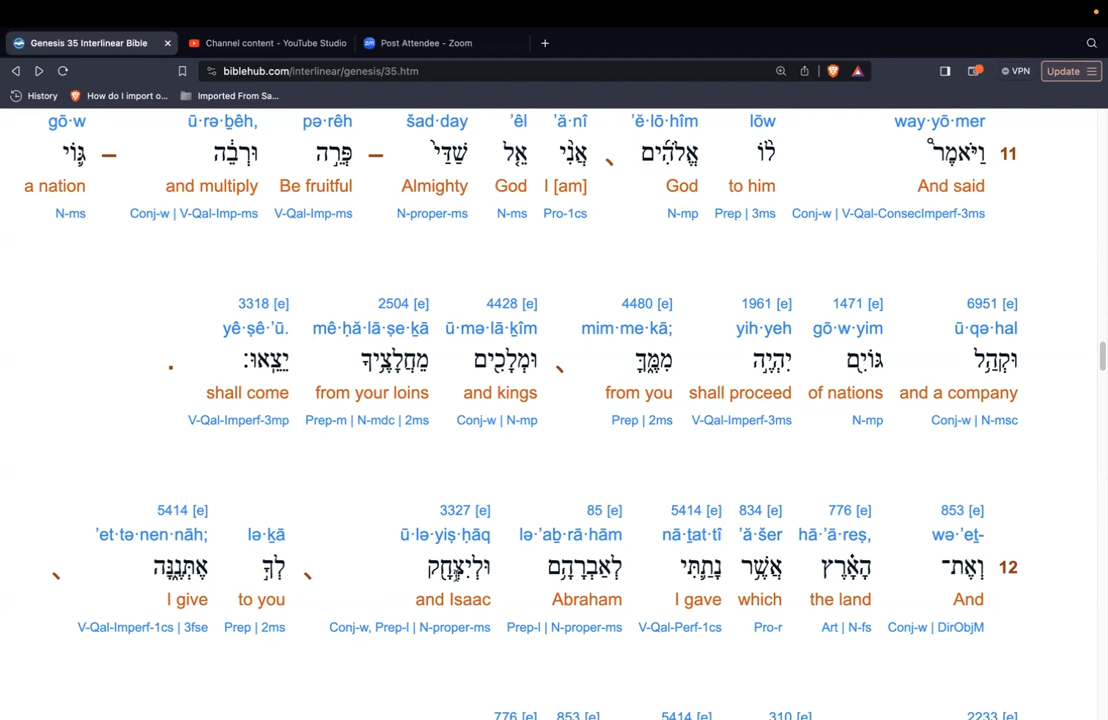 Genesis 35 Interlinear Bible × Channel content - YouTube Studio zm Post Attendee - Zoom +
biblehub.com/interlinear/genesis/35.htm VPN Update
History How do I import o... Imported From Sa...
gō·w ū·rə·ḇêh, pə·rêh šad·day ’êl ’ă·nî ’ĕ·lō·hîm lōw way·yō·mer
11 וַיֹּאמֶר֩ ל֨וֹ אֱלֹהִ֜ים 、 אֲנִ֨י אֵ֤ל שַׁדַּי֙ – פְּרֵ֣ה וּרְבֵ֔ה – גּ֛וֹי
a nation and multiply Be fruitful Almighty God I [am] God to him And said
N-ms Conj-w | V-Qal-Imp-ms V-Qal-Imp-ms N-proper-ms N-ms Pro-1cs N-mp Prep | 3ms Conj-w | V-Qal-ConsecImperf-3ms
3318 [e] 2504 [e] 4428 [e] 4480 [e] 1961 [e] 1471 [e] 6951 [e]
yê·ṣê·’ū. mê·ḥă·lā·ṣe·ḵā ū·mə·lā·ḵîm mim·me·kā; yih·yeh gō·w·yim ū·qə·hal
וּקְהַ֥ל גּוֹיִ֖ם יִהְיֶ֣ה מִמֶּ֑ךָּ 、 וּמְלָכִ֖ים מֵחֲלָצֶ֥יךָ יֵצֵֽאוּ׃ .
shall come from your loins and kings from you shall proceed of nations and a company
V-Qal-Imperf-3mp Prep-m | N-mdc | 2ms Conj-w | N-mp Prep | 2ms V-Qal-Imperf-3ms N-mp Conj-w | N-msc
5414 [e] 3327 [e] 85 [e] 5414 [e] 834 [e] 776 [e] 853 [e]
’et·tə·nen·nāh; lə·ḵā ū·lə·yiṣ·ḥāq lə·’aḇ·rā·hām nā·ṯat·tî ’ă·šer hā·’ā·reṣ, wə·’eṯ-
12 וְאֶת־ הָאָ֗רֶץ אֲשֶׁ֥ר נָתַ֛תִּי לְאַבְרָהָ֥ם וּלְיִצְחָ֖ק 、 לְךָ֣ אֶתְּנֶ֑נָּה 、
I give to you and Isaac Abraham I gave which the land And
V-Qal-Imperf-1cs | 3fse Prep | 2ms Conj-w, Prep-l | N-proper-ms Prep-l | N-proper-ms V-Qal-Perf-1cs Pro-r Art | N-fs Conj-w | DirObjM
776 [e] 853 [e] 5414 [e] 310 [e] 2233 [e]